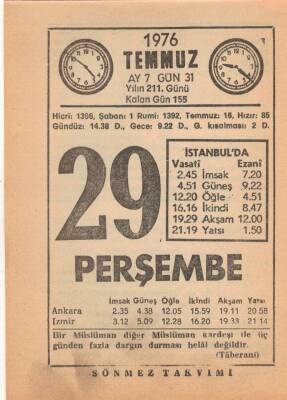 1976
TEMMUZ
AY 7 GÜN 31
Yılın 211. Günü
Kalan Gün 155
Hicri: 1396, Şaban: 1 Rumi: 1392, Temmuz: 16, Hızır: 85
Gündüz: 14.38 D., Gece: 9.22 D., G. kısalması: 2 D.
29
İSTANBUL'DA
Vasati Ezani
2.45 İmsak 7.20
4.51 Güneş 9.22
12.20 Öğle 4.51
16.16 İkindi 8.47
19.29 Akşam 12.00
21.19 Yatsı 1.50
PERŞEMBE
İmsak Güneş Öğle İkindi Akşam Yatsı
Ankara 2.35 4.38 12.05 15.59 19.11 20 58
İzmir 3.12 5.09 12.28 16.20 19.33 21 14
Bir Müslüman diğer Müslüman kardeşi ile üç
günden fazla dargın durması helâl değildir.
(Tâberani)
SÖNMEZ TAKVİMİ